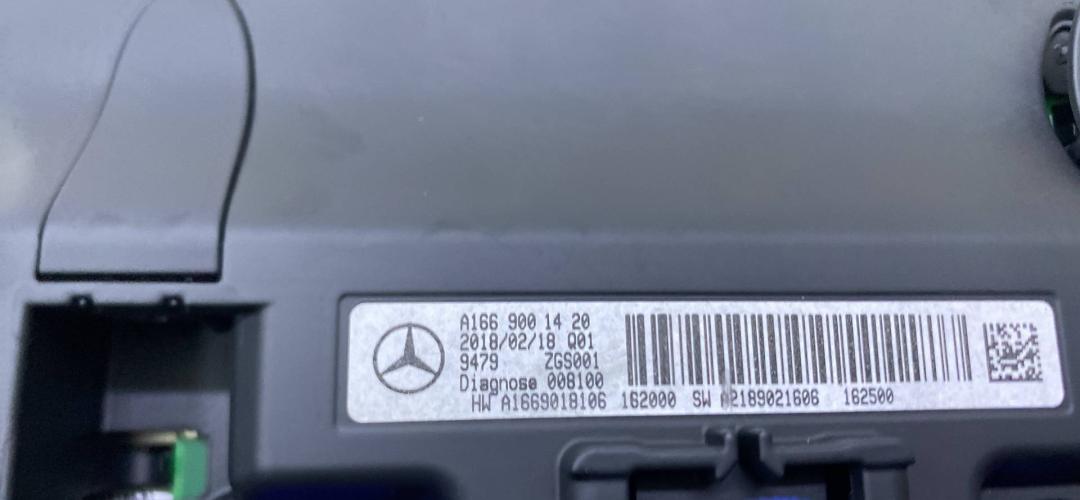 A166 900 14 20
2018/02/18 Q01
9479 ZGS001
Diagnose 008100
HW A1669018106 162000 SW A2189021606 162500